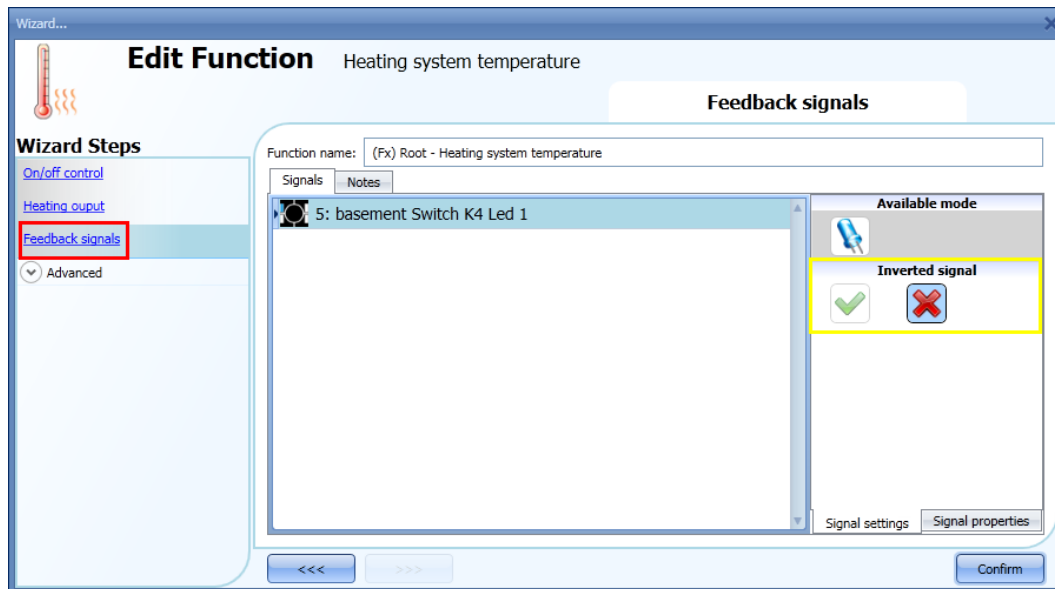 Wizard...
Edit Function Heating system temperature
Feedback signals
Wizard Steps
On/off control
Heating ouput
Feedback signals
Advanced
Function name: (Fx) Root - Heating system temperature
Signals Notes
5: basement Switch K4 Led 1
Available mode
Inverted signal
Signal settings Signal properties
<<< >>> Confirm